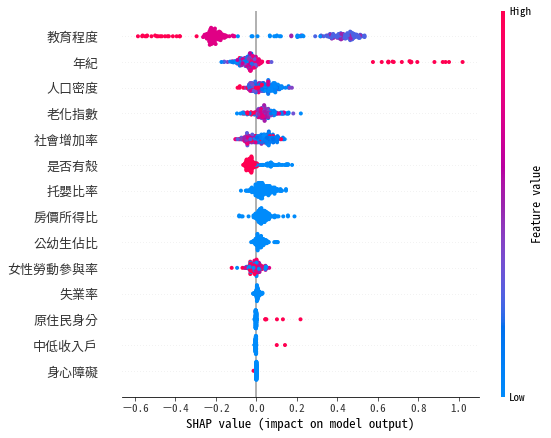 High
教育程度
年紀
人口密度
老化指數
社會增加率
是否有殼
托嬰比率
房價所得比
公幼生佔比
女性勞動參與率
失業率
原住民身分
中低收入戶
身心障礙
Feature value
Low
−0.6 −0.4 −0.2 0.0 0.2 0.4 0.6 0.8 1.0
SHAP value (impact on model output)